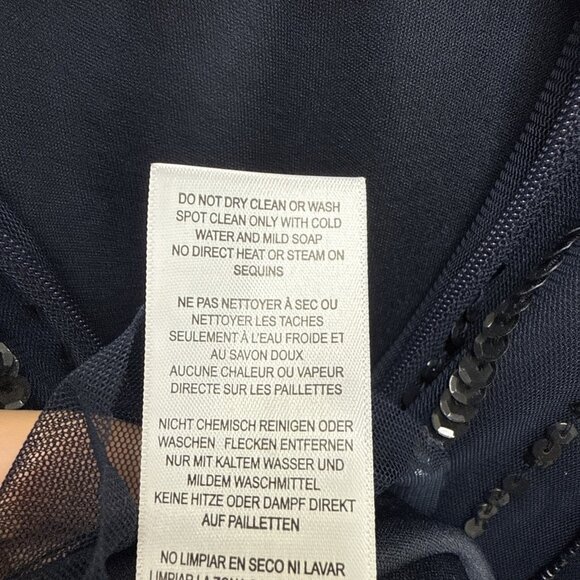 DO NOT DRY CLEAN OR WASH
SPOT CLEAN ONLY WITH COLD
WATER AND MILD SOAP
NO DIRECT HEAT OR STEAM ON
SEQUINS
NE PAS NETTOYER À SEC OU
NETTOYER LES TACHES
SEULEMENT À L'EAU FROIDE ET
AU SAVON DOUX
AUCUNE CHALEUR OU VAPEUR
DIRECTE SUR LES PAILLETTES
NICHT CHEMISCH REINIGEN ODER
WASCHEN FLECKEN ENTFERNEN
NUR MIT KALTEM WASSER UND
MILDEM WASCHMITTEL
KEINE HITZE ODER DAMPF DIREKT
AUF PAILLETTEN
NO LIMPIAR EN SECO NI LAVAR
LIMPIAR LA